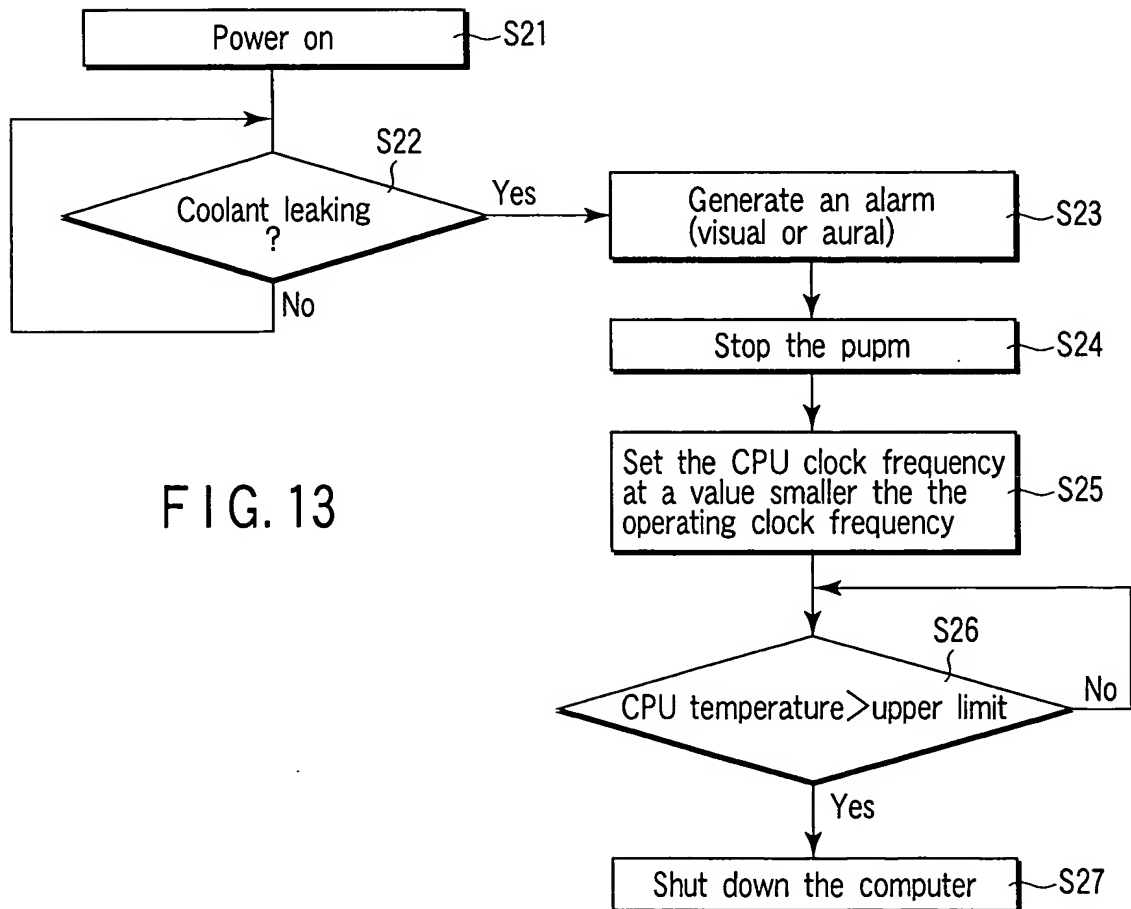 Power on
S21
S22
Coolant leaking
?
Yes
No
Generate an alarm
(visual or aural)
S23
Stop the pupm
S24
Set the CPU clock frequency
at a value smaller the the
operating clock frequency
S25
FIG. 13
S26
CPU temperature>upper limit
No
Yes
Shut down the computer
S27